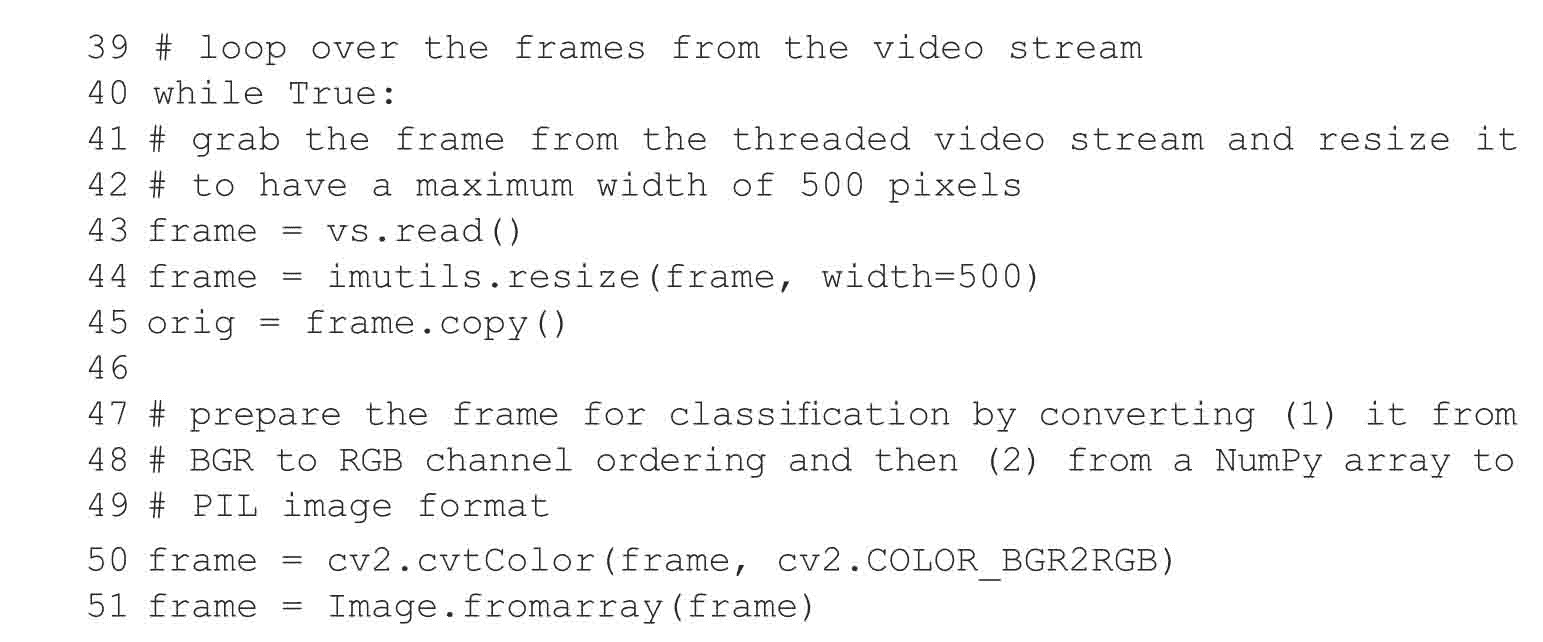 39 # loop over the frames from the video stream
40 while True:
41 # grab the frame from the threaded video stream and resize it
42 # to have a maximum width of 500 pixels
43 frame = vs.read()
44 frame = imutils.resize(frame, width=500)
45 orig = frame.copy()
46
47 # prepare the frame for classification by converting (1) it from
48 # BGR to RGB channel ordering and then (2) from a NumPy array to
49 # PIL image format
50 frame = cv2.cvtColor(frame, cv2.COLOR_BGR2RGB)
51 frame = Image.fromarray(frame)